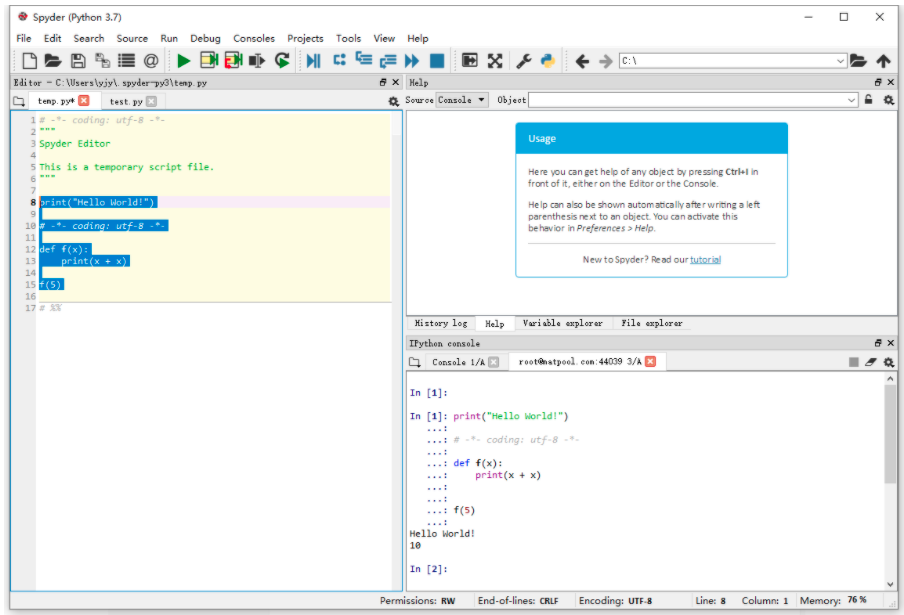 Spyder (Python 3.7)
File Edit Search Source Run Debug Consoles Projects Tools View Help
C:\
Editor - C:\Users\yjy\.spyder-py3\temp.py
temp.py* test.py
1 # -*- coding: utf-8 -*-
2 """
3 Spyder Editor
4
5 This is a temporary script file.
6 """
7
8 print("Hello World!")
9
10 # -*- coding: utf-8 -*-
11
12 def f(x):
13 print(x + x)
14
15 f(5)
16
17 # %%
Help
Source Console Object
Usage
Here you can get help of any object by pressing Ctrl+I in
front of it, either on the Editor or the Console.
Help can also be shown automatically after writing a left
parenthesis next to an object. You can activate this
behavior in Preferences > Help.
New to Spyder? Read our tutorial
History log Help Variable explorer File explorer
IPython console
Console 1/A root@matpool.com:44039 3/A
In [1]:
In [1]: print("Hello World!")
...:
...: # -*- coding: utf-8 -*-
...:
...: def f(x):
...: print(x + x)
...:
...:
...: f(5)
...:
Hello World!
10
In [2]:
Permissions: RW End-of-lines: CRLF Encoding: UTF-8 Line: 8 Column: 1 Memory: 76 %